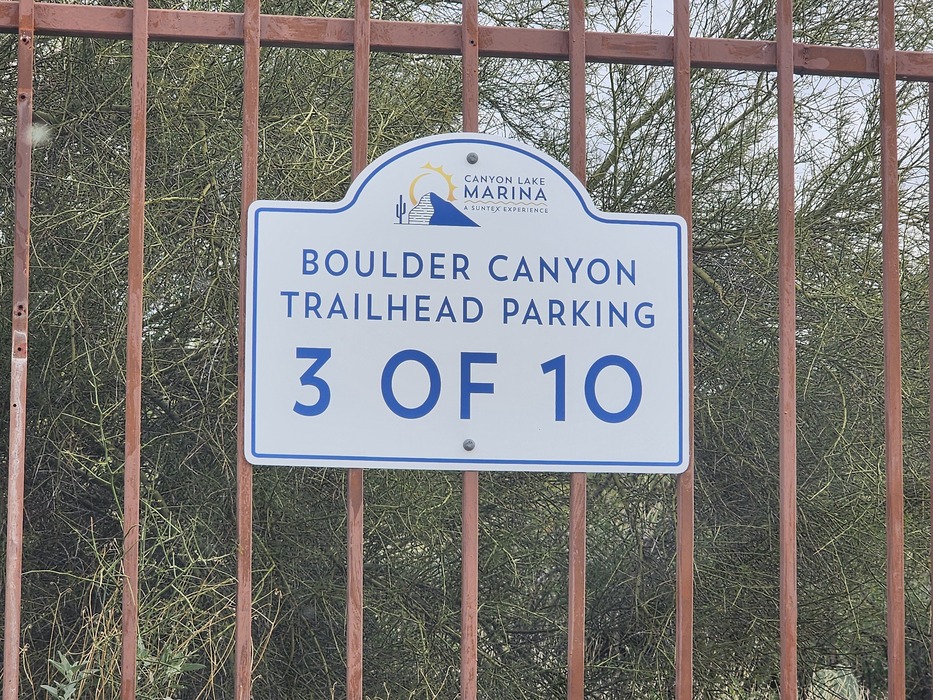 CANYON LAKE
MARINA
A SUNTEX EXPERIENCE
BOULDER CANYON
TRAILHEAD PARKING
3 OF 10